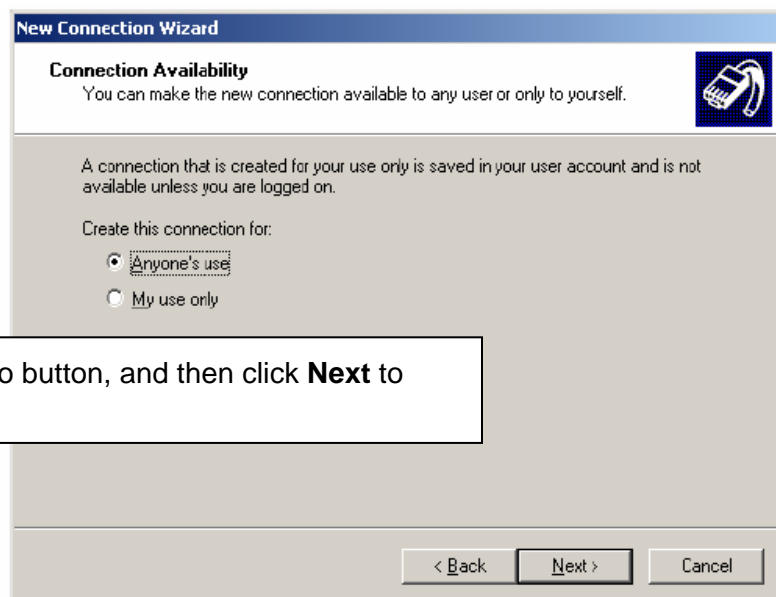 New Connection Wizard
Connection Availability
You can make the new connection available to any user or only to yourself.
A connection that is created for your use only is saved in your user account and is not
available unless you are logged on.
Create this connection for:
Anyone's use
My use only
button, and then click Next to
< Back
Next >
Cancel